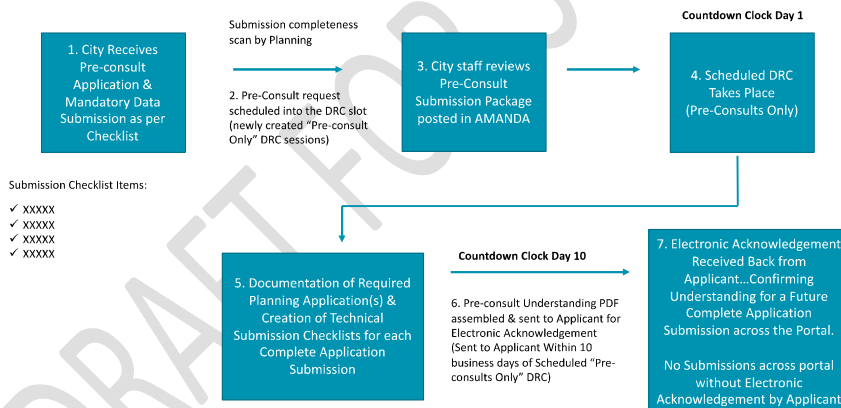 Countdown Clock Day 1
Submission completeness
scan by Planning
1. City Receives
Pre-consult
Application &
Mandatory Data
Submission as per
Checklist
2. Pre-Consult request
scheduled into the DRC slot
(newly created “Pre-consult
Only” DRC sessions)
3. City staff reviews
Pre-Consult
Submission Package
posted in AMANDA
4. Scheduled DRC
Takes Place
(Pre-Consults Only)
Submission Checklist Items:
✓ XXXXX
✓ XXXXX
✓ XXXXX
✓ XXXXX
5. Documentation of Required
Planning Application(s) &
Creation of Technical
Submission Checklists for each
Complete Application
Submission
Countdown Clock Day 10
6. Pre-consult Understanding PDF
assembled & sent to Applicant for
Electronic Acknowledgement
(Sent to Applicant Within 10
business days of Scheduled “Pre-
consults Only” DRC)
7. Electronic Acknowledgement
Received Back from
Applicant...Confirming
Understanding for a Future
Complete Application
Submission across the Portal.
No Submissions across portal
without Electronic
Acknowledgement by Applicant
DRAFT FOR